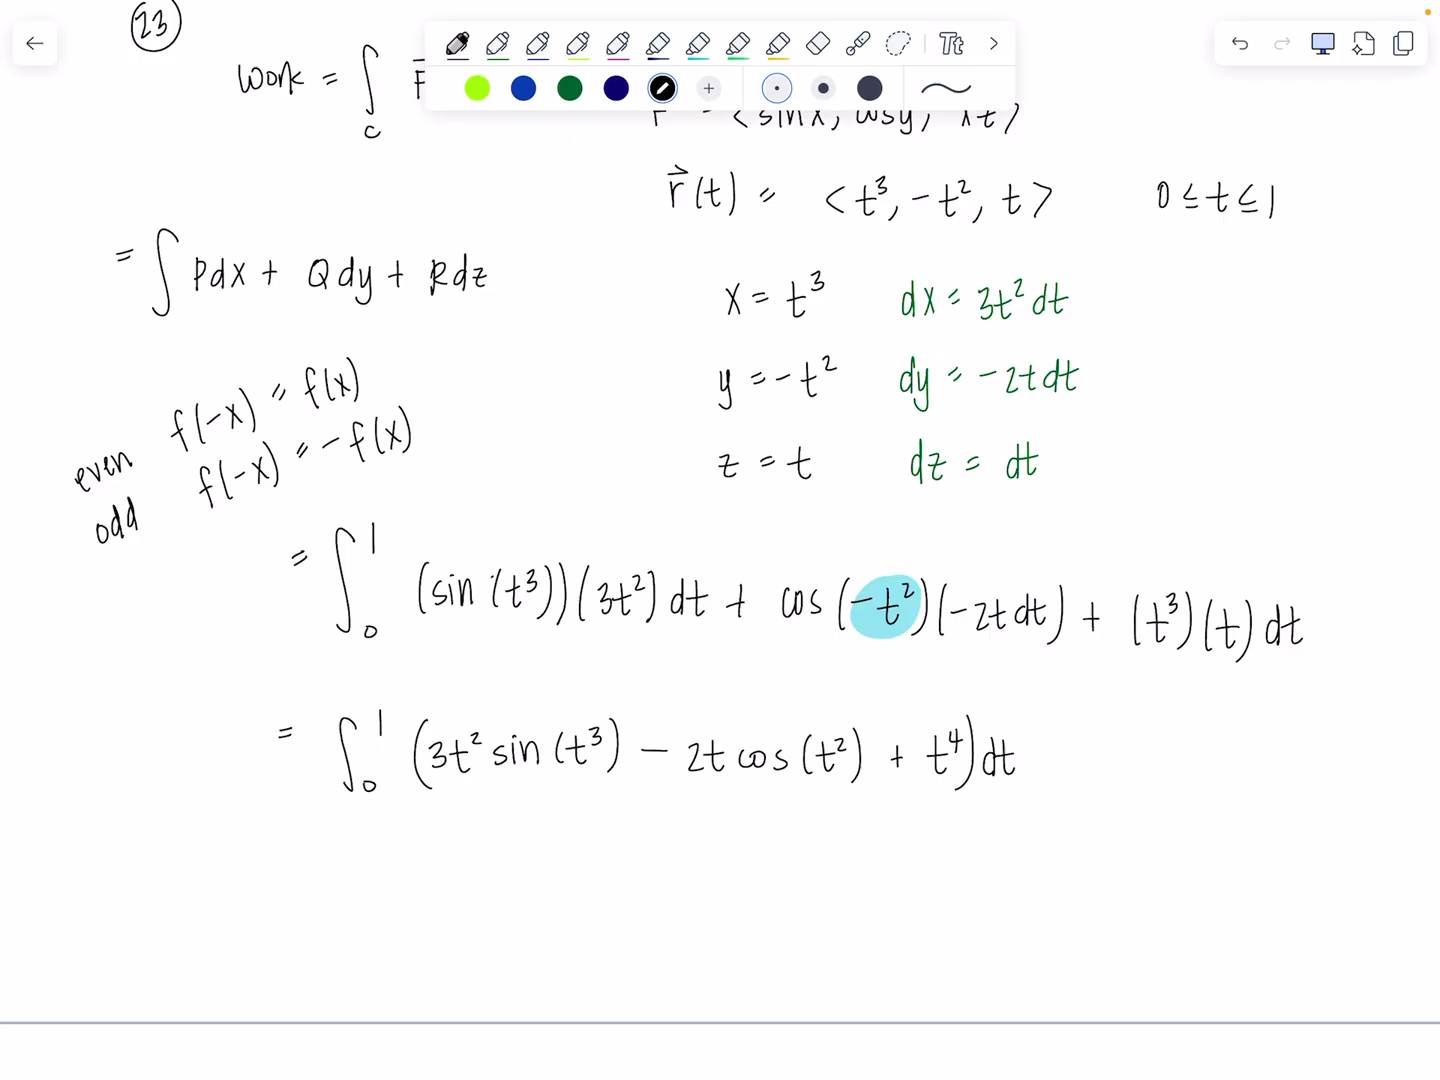 23
Work = ∫_C F
F = <sin x, cos y, xz>
r⃗(t) = <t³, -t², t> 0 ≤ t ≤ 1
= ∫ Pdx + Qdy + Rdz
x = t³ dx = 3t² dt
y = -t² dy = -2t dt
z = t dz = dt
even f(-x) = f(x)
odd f(-x) = -f(x)
= ∫₀¹ (sin (t³))(3t²) dt + cos (-t²)(-2t dt) + (t³)(t) dt
= ∫₀¹ (3t² sin (t³) - 2t cos (t²) + t⁴) dt
Tt